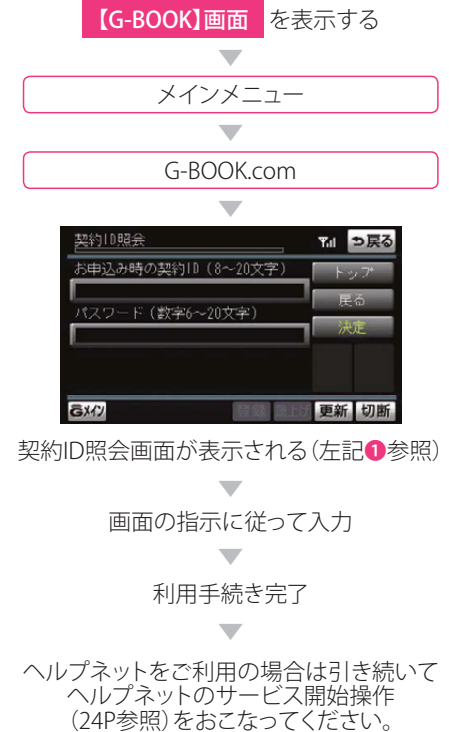 【G-BOOK】画面 を表示する
メインメニュー
G-BOOK.com
契約ID照会
戻る
お申込み時の契約ID(8〜20文字)
トップ
戻る
パスワード(数字6〜20文字)
決定
Gメイン
登録
更新
切断
契約ID照会画面が表示される(左記❶参照)
画面の指示に従って入力
利用手続き完了
ヘルプネットをご利用の場合は引き続いて
ヘルプネットのサービス開始操作
(24P参照)をおこなってください。